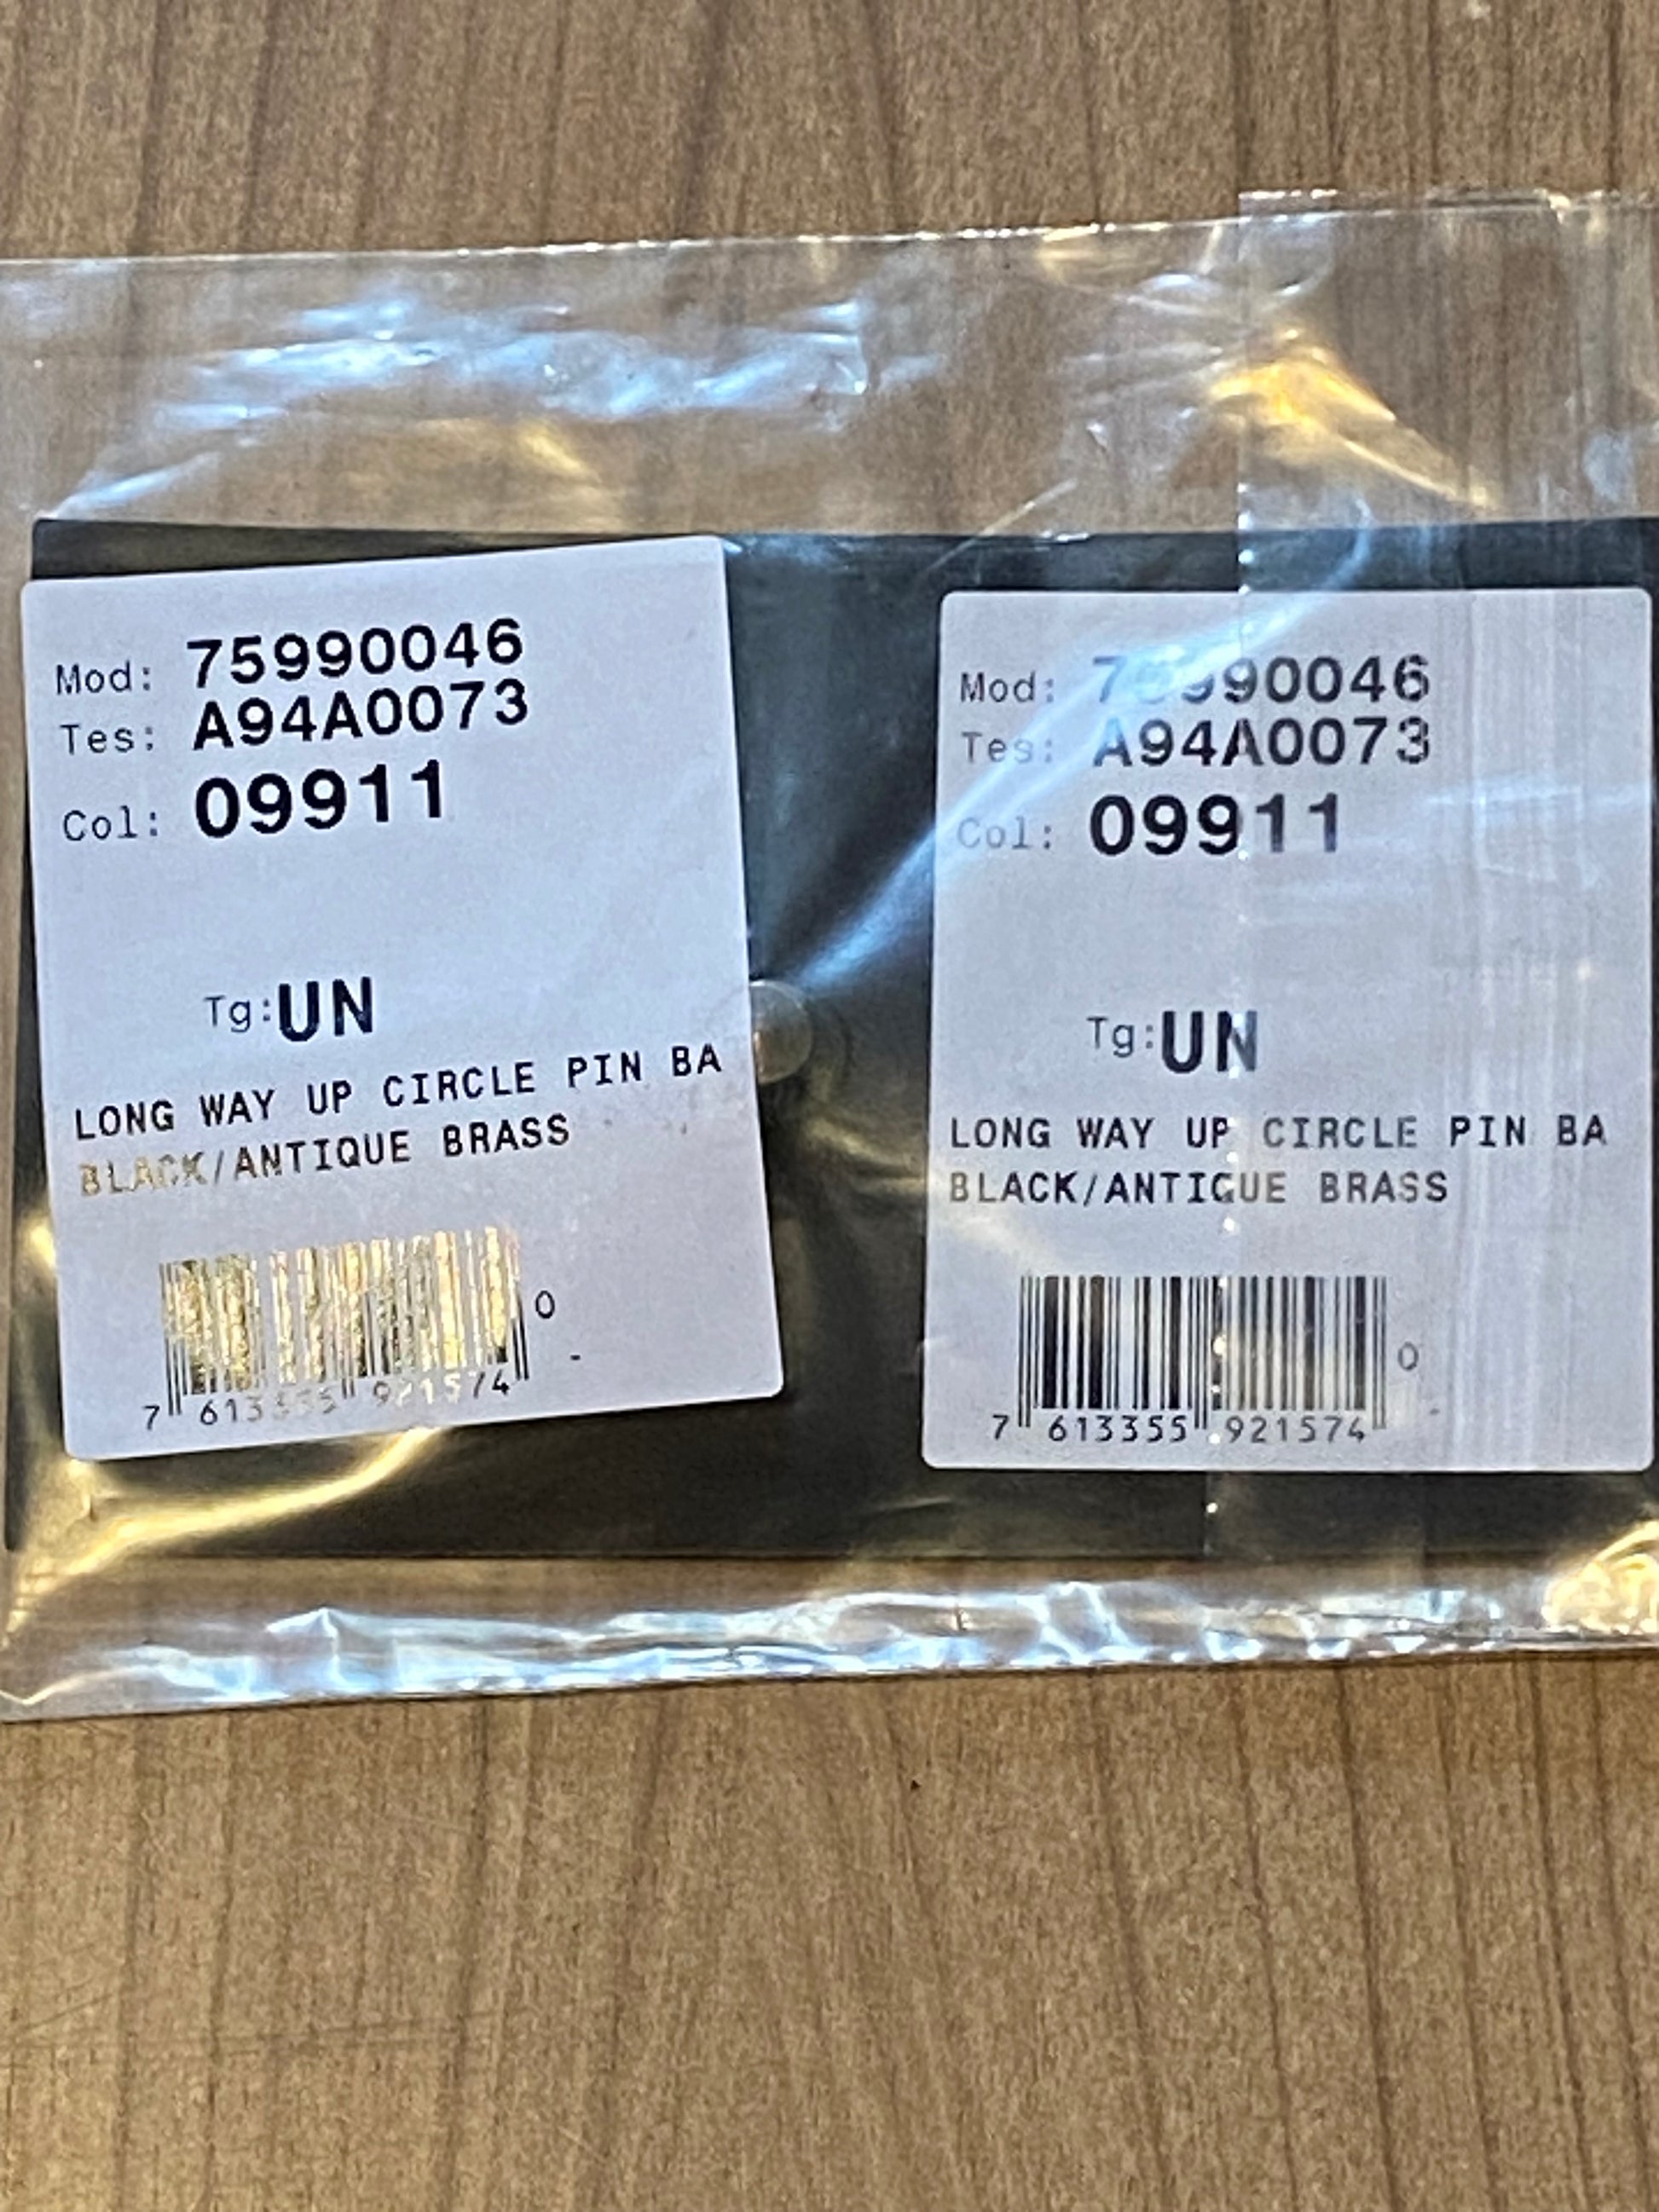 Mod: 75990046
Tes: A94A0073
Col: 09911
Tg: UN
LONG WAY UP CIRCLE PIN BA
BLACK/ANTIQUE BRASS
0
7 613355 921574
Mod: 75990046
Tes: A94A0073
Col: 09911
Tg: UN
LONG WAY UP CIRCLE PIN BA
BLACK/ANTIQUE BRASS
0
7 613355 921574